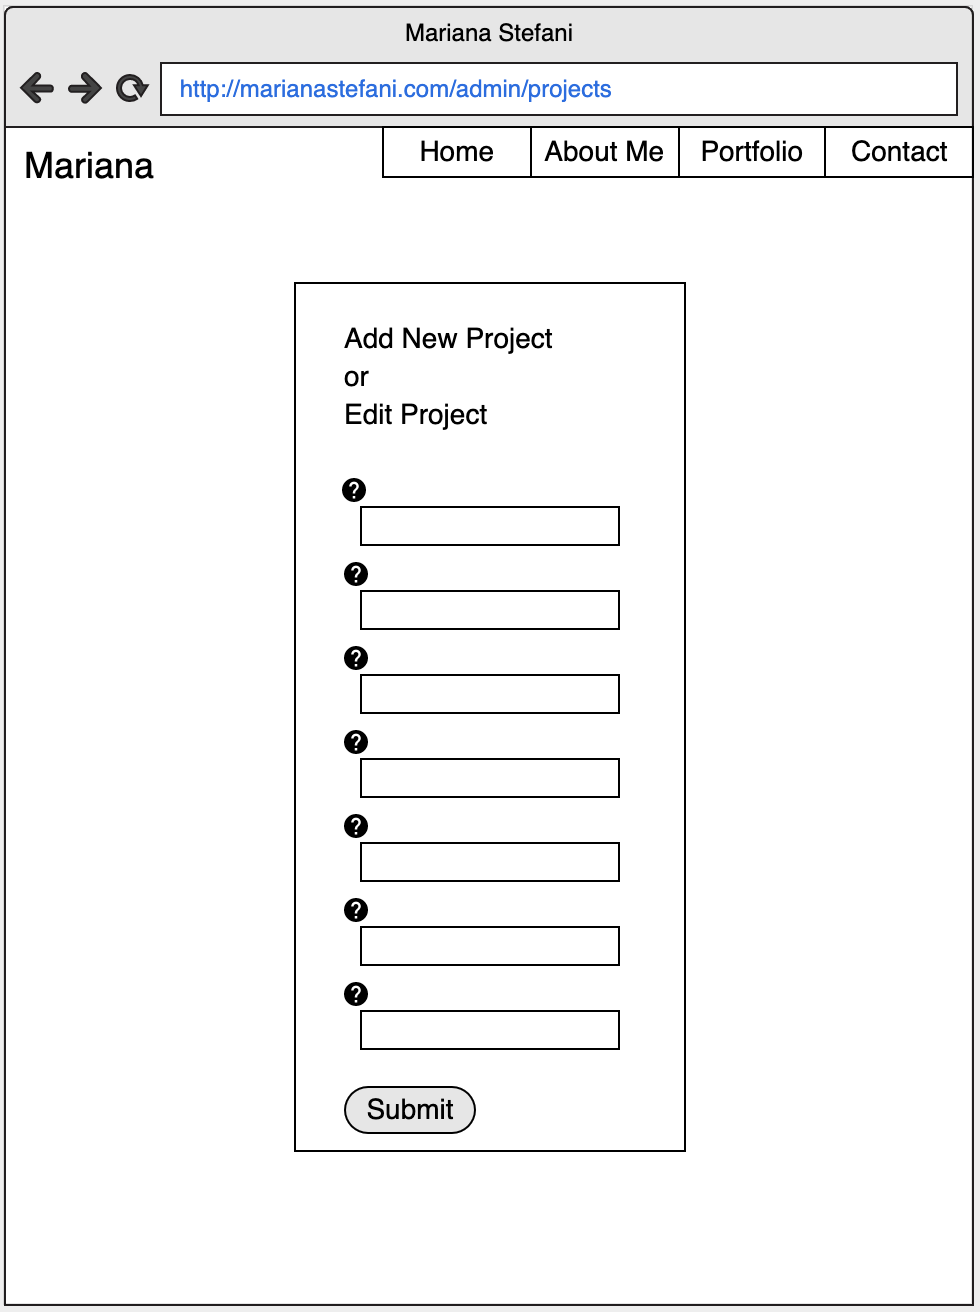 Mariana Stefani
http://marianastefani.com/admin/projects
Mariana
Home
About Me
Portfolio
Contact
Add New Project
or
Edit Project
?
?
?
?
?
?
?
Submit